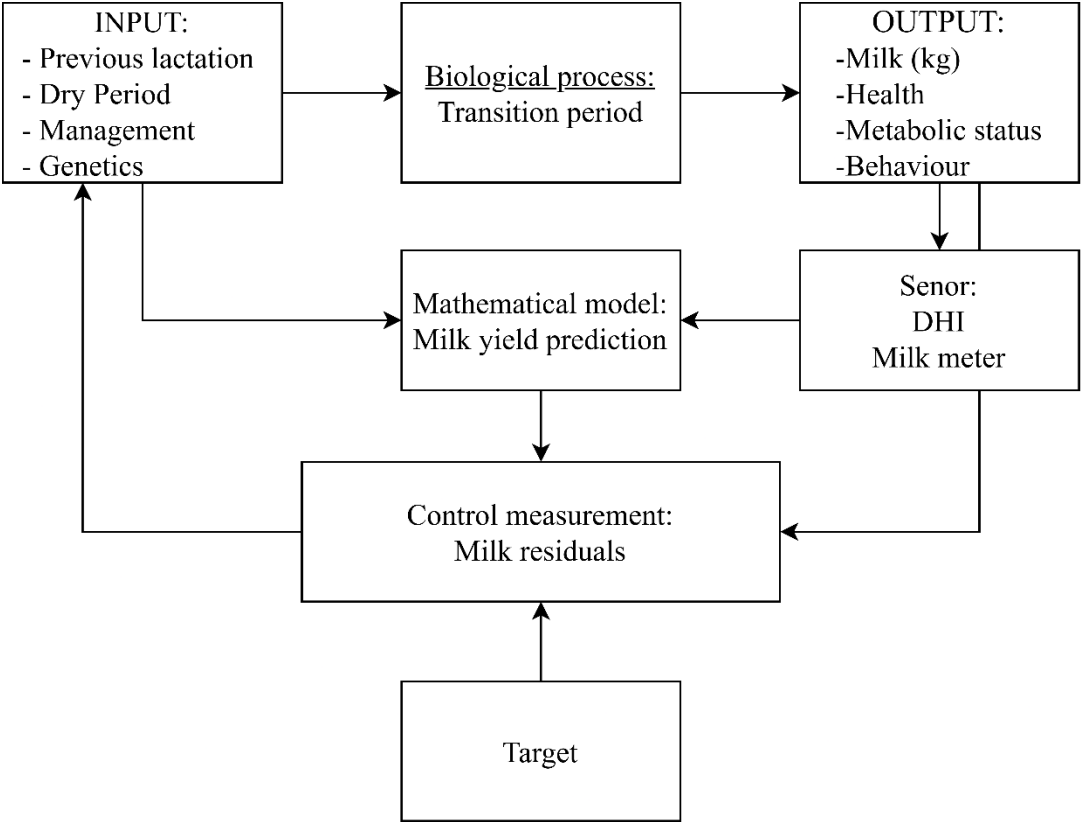 INPUT:
- Previous lactation
- Dry Period
- Management
- Genetics
Biological process:
Transition period
OUTPUT:
-Milk (kg)
-Health
-Metabolic status
-Behaviour
Mathematical model:
Milk yield prediction
Senor:
DHI
Milk meter
Control measurement:
Milk residuals
Target